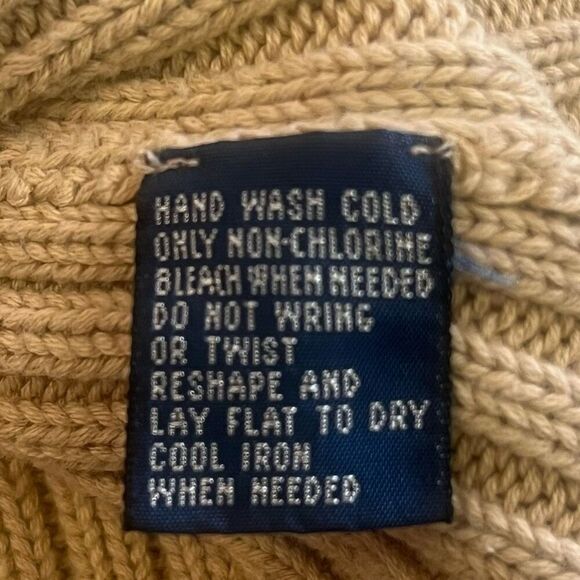 HAND WASH COLD
ONLY NON-CHLORINE
BLEACH WHEN NEEDED
DO NOT WRING
OR TWIST
RESHAPE AND
LAY FLAT TO DRY
COOL IRON
WHEN NEEDED